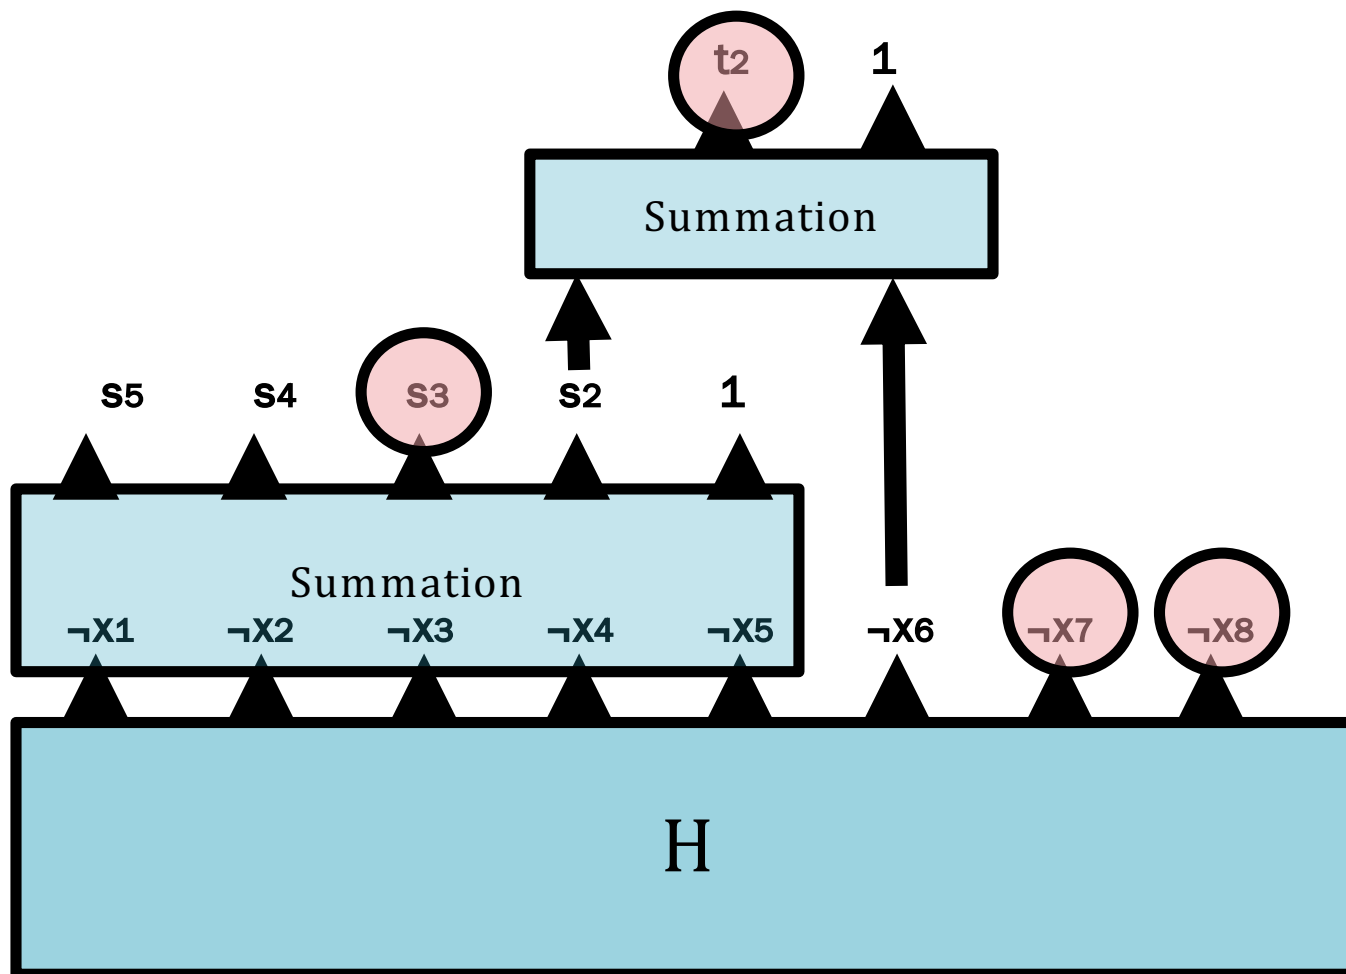 t2 1
Summation
s5 s4 s3 s2 1
Summation
¬X1 ¬X2 ¬X3 ¬X4 ¬X5 ¬X6 ¬X7 ¬X8
H